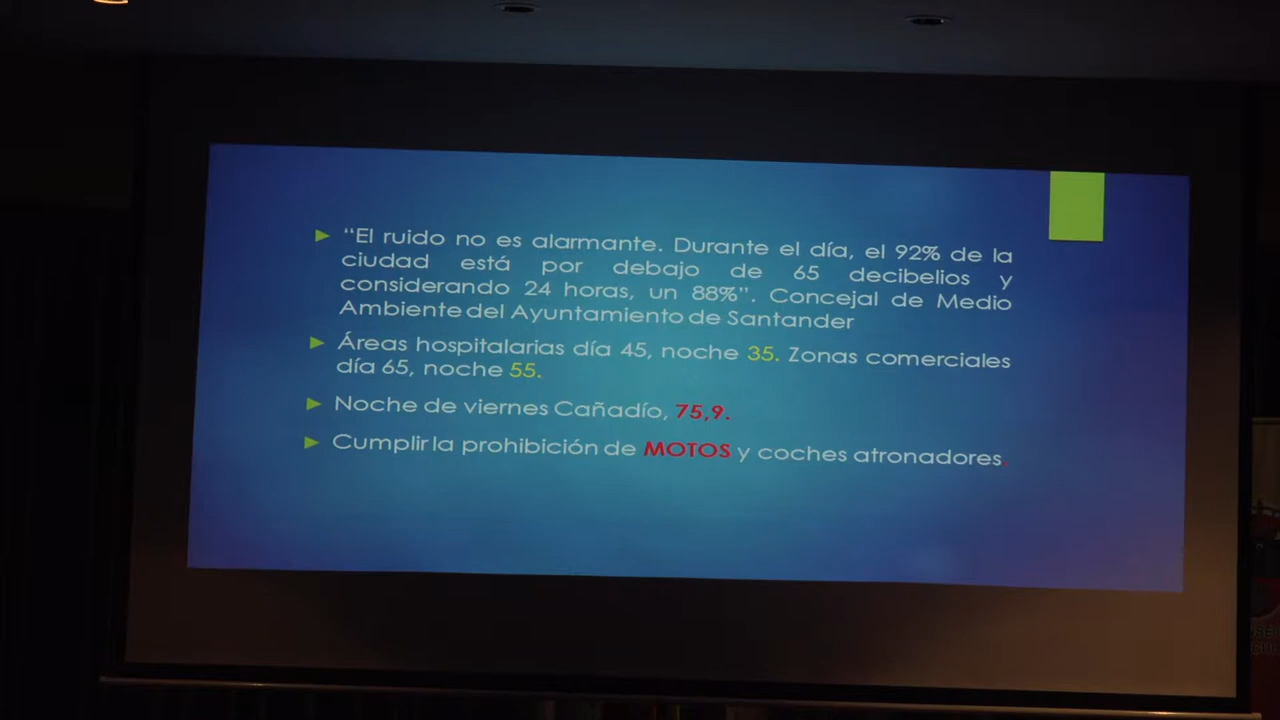 “El ruido no es alarmante. Durante el día, el 92% de la
ciudad está por debajo de 65 decibelios y
considerando 24 horas, un 88%”. Concejal de Medio
Ambiente del Ayuntamiento de Santander
Áreas hospitalarias día 45, noche 35. Zonas comerciales
día 65, noche 55.
Noche de viernes Cañadío, 75,9.
Cumplir la prohibición de MOTOS y coches atronadores.